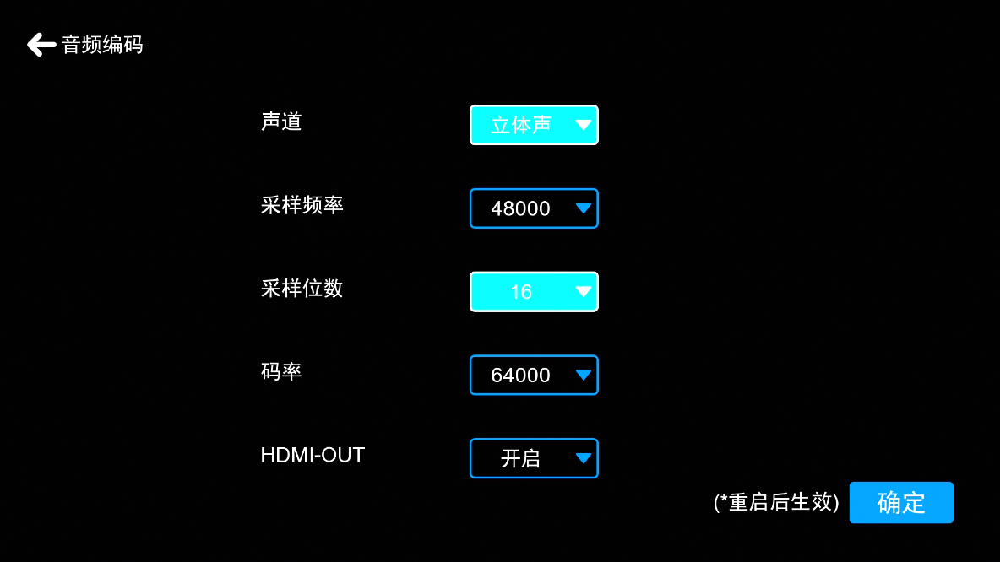 音频编码
声道 立体声
采样频率 48000
采样位数 16
码率 64000
HDMI-OUT 开启
(*重启后生效) 确定